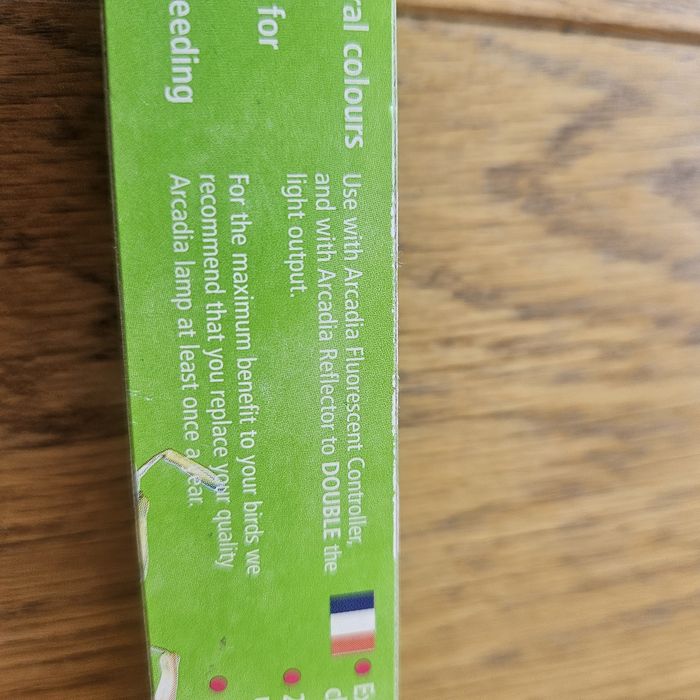 ral colours
for
eeding
Use with Arcadia Fluorescent Controller,
and with Arcadia Reflector to DOUBLE the
light output.
For the maximum benefit to your birds, we
recommend that you replace your quality
Arcadia lamp at least once a year.